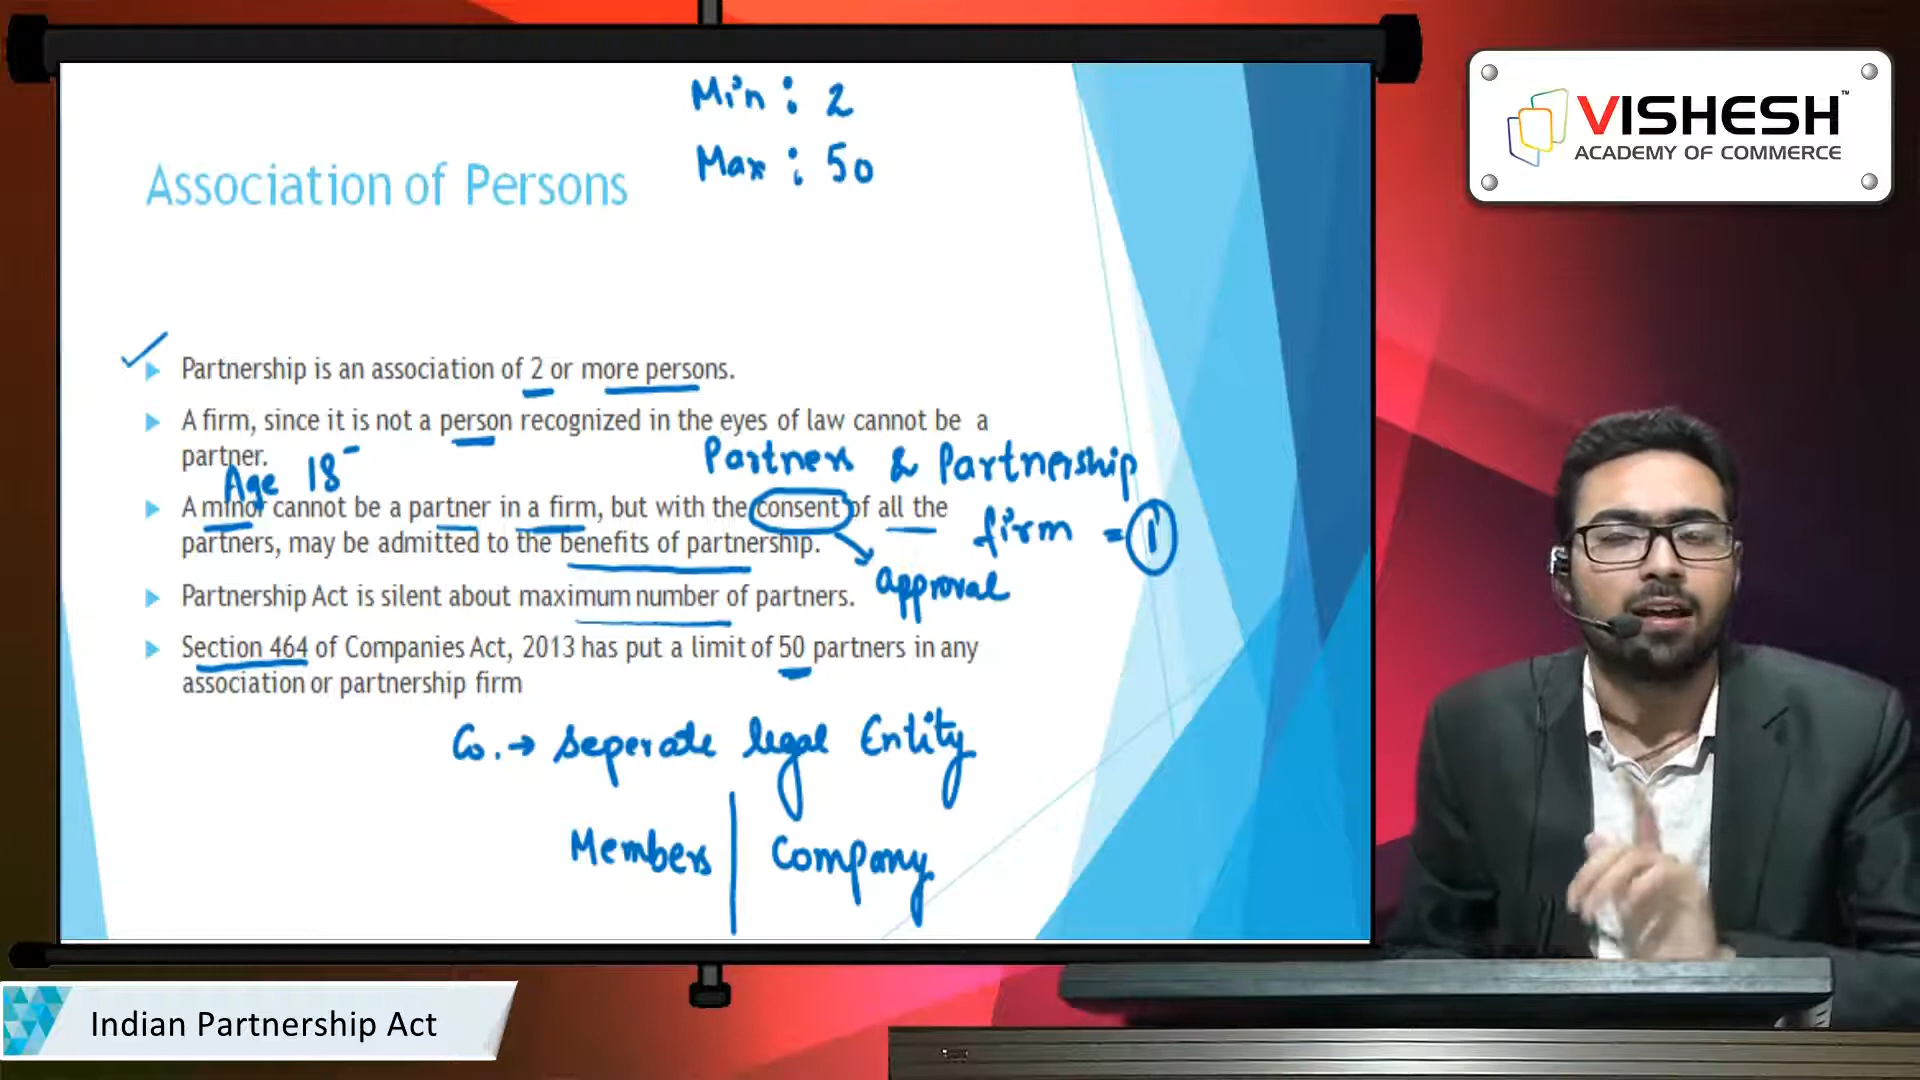 Min : 2
Max : 50
VISHESH™
ACADEMY OF COMMERCE
Association of Persons
Partnership is an association of 2 or more persons.
A firm, since it is not a person recognized in the eyes of law cannot be a
partner.
Age 18-
Partners & Partnership
firm = 1
A minor cannot be a partner in a firm, but with the consent of all the
partners, may be admitted to the benefits of partnership.
approval
Partnership Act is silent about maximum number of partners.
Section 464 of Companies Act, 2013 has put a limit of 50 partners in any
association or partnership firm
Co. → seperate legal Entity
Members | Company
Indian Partnership Act